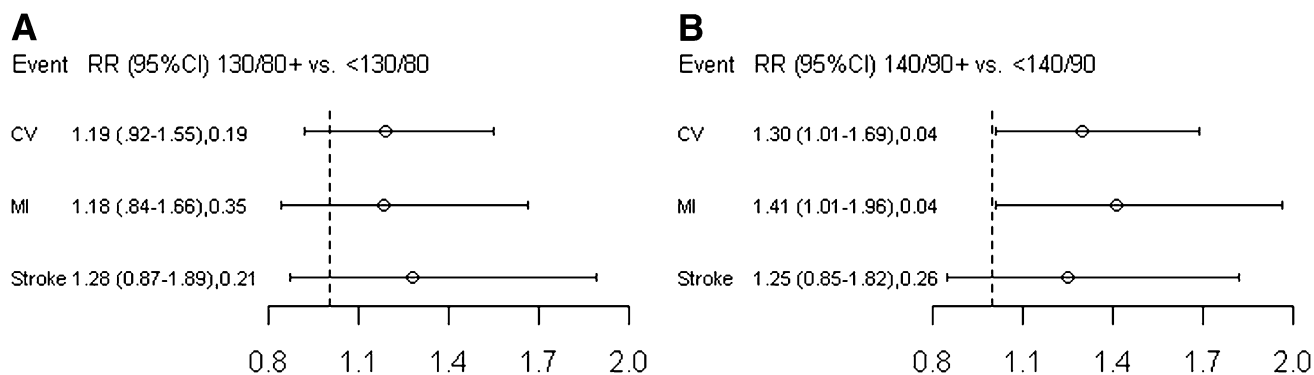 A
Event RR (95%CI) 130/80+ vs. <130/80
CV 1.19 (.92-1.55),0.19
MI 1.18 (.84-1.66),0.35
Stroke 1.28 (0.87-1.89),0.21
0.8 1.1 1.4 1.7 2.0
B
Event RR (95%CI) 140/90+ vs. <140/90
CV 1.30 (1.01-1.69),0.04
MI 1.41 (1.01-1.96),0.04
Stroke 1.25 (0.85-1.82),0.26
0.8 1.1 1.4 1.7 2.0